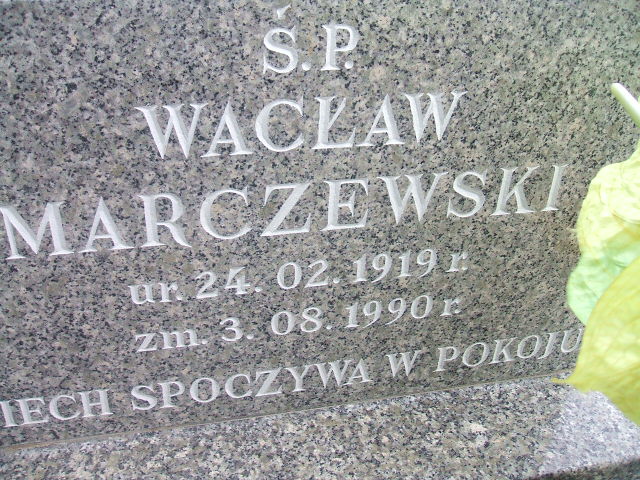 Ś.P.
WACŁAW
MARCZEWSKI
ur. 24. 02. 1919 r.
zm. 3. 08. 1990 r.
IECH SPOCZYWA W POKOJU